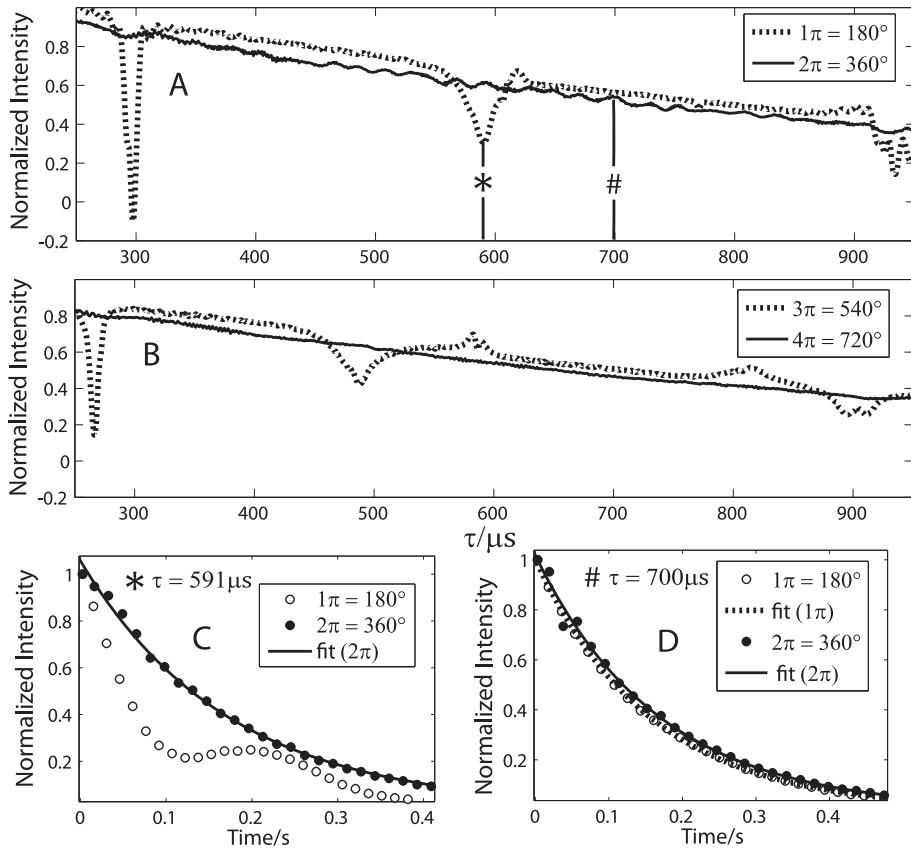 Normalized Intensity
0.8
0.6
0.4
0.2
0
-0.2
300 400 500 600 700 800 900
A
* #
1π = 180°
2π = 360°
Normalized Intensity
1
0.8
0.6
0.4
0.2
0
-0.2
300 400 500 600 700 800 900
B
3π = 540°
4π = 720°
τ/μs
Normalized Intensity
1
0.8
0.6
0.4
0.2
0 0.1 0.2 0.3 0.4
Time/s
* τ = 591μs
C
1π = 180°
2π = 360°
fit (2π)
Normalized Intensity
1
0.8
0.6
0.4
0.2
0 0.1 0.2 0.3 0.4
Time/s
# τ = 700μs
D
1π = 180°
fit (1π)
2π = 360°
fit (2π)